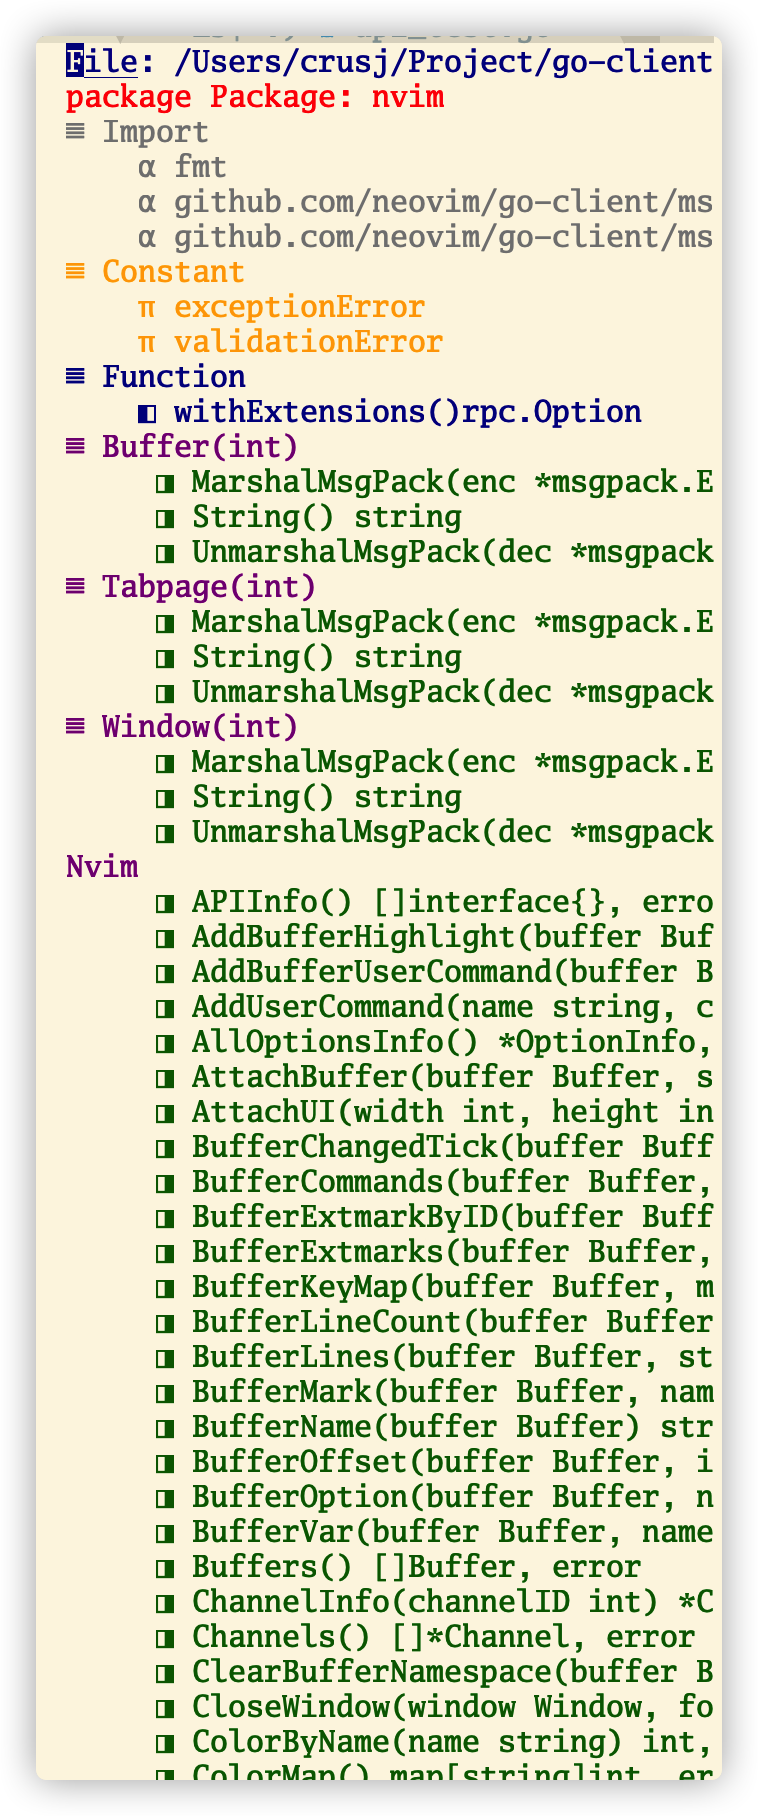 File: /Users/crusj/Project/go-client
package Package: nvim
≡ Import
α fmt
α github.com/neovim/go-client/ms
α github.com/neovim/go-client/ms
≡ Constant
π exceptionError
π validationError
≡ Function
◧ withExtensions()rpc.Option
≡ Buffer(int)
◨ MarshalMsgPack(enc *msgpack.E
◨ String() string
◨ UnmarshalMsgPack(dec *msgpack
≡ Tabpage(int)
◨ MarshalMsgPack(enc *msgpack.E
◨ String() string
◨ UnmarshalMsgPack(dec *msgpack
≡ Window(int)
◨ MarshalMsgPack(enc *msgpack.E
◨ String() string
◨ UnmarshalMsgPack(dec *msgpack
Nvim
◨ APIInfo() []interface{}, erro
◨ AddBufferHighlight(buffer Buf
◨ AddBufferUserCommand(buffer B
◨ AddUserCommand(name string, c
◨ AllOptionsInfo() *OptionInfo,
◨ AttachBuffer(buffer Buffer, s
◨ AttachUI(width int, height in
◨ BufferChangedTick(buffer Buff
◨ BufferCommands(buffer Buffer,
◨ BufferExtmarkByID(buffer Buff
◨ BufferExtmarks(buffer Buffer,
◨ BufferKeyMap(buffer Buffer, m
◨ BufferLineCount(buffer Buffer
◨ BufferLines(buffer Buffer, st
◨ BufferMark(buffer Buffer, nam
◨ BufferName(buffer Buffer) str
◨ BufferOffset(buffer Buffer, i
◨ BufferOption(buffer Buffer, n
◨ BufferVar(buffer Buffer, name
◨ Buffers() []Buffer, error
◨ ChannelInfo(channelID int) *C
◨ Channels() []*Channel, error
◨ ClearBufferNamespace(buffer B
◨ CloseWindow(window Window, fo
◨ ColorByName(name string) int,
◨ ColorMap() map[string]int, er